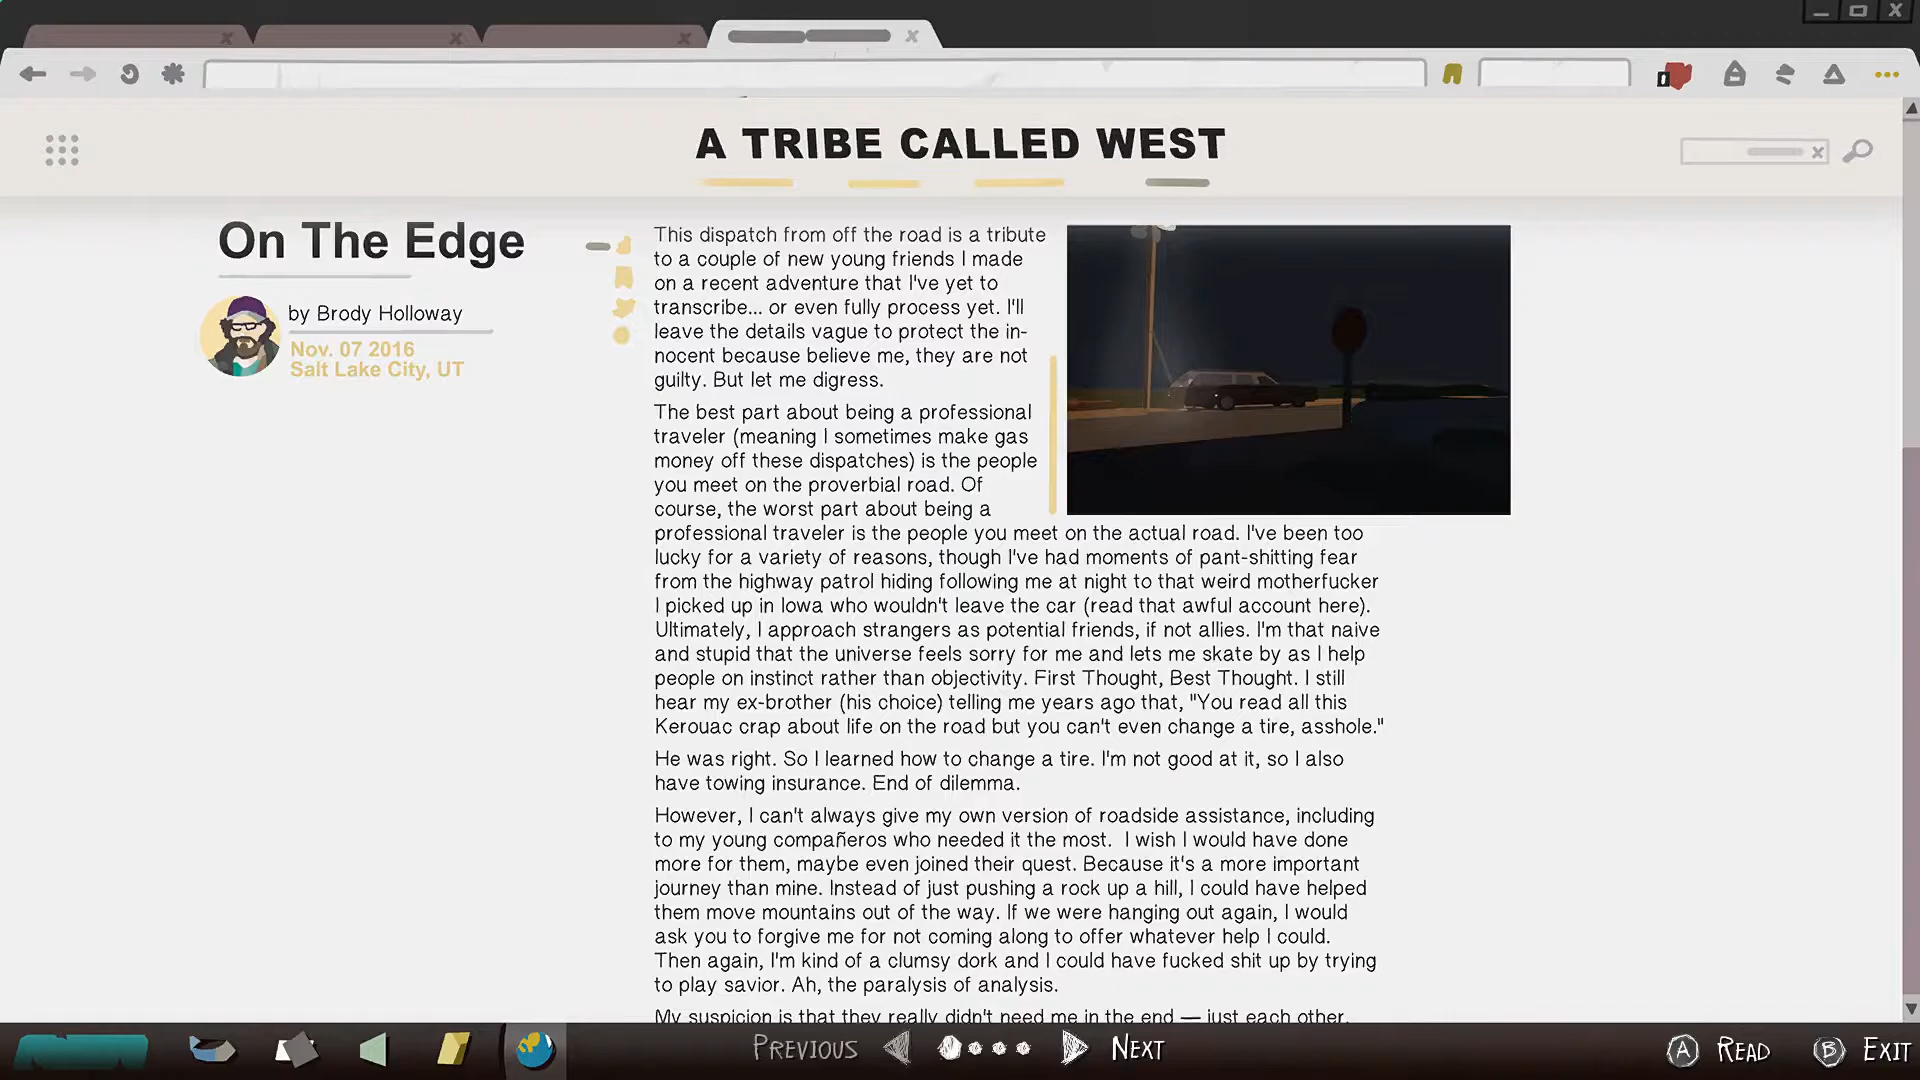 A TRIBE CALLED WEST
On The Edge
by Brody Holloway
Nov. 07 2016
Salt Lake City, UT
This dispatch from off the road is a tribute
to a couple of new young friends I made
on a recent adventure that I've yet to
transcribe... or even fully process yet. I'll
leave the details vague to protect the in-
nocent because believe me, they are not
guilty. But let me digress.
The best part about being a professional
traveler (meaning I sometimes make gas
money off these dispatches) is the people
you meet on the proverbial road. Of
course, the worst part about being a
professional traveler is the people you meet on the actual road. I've been too
lucky for a variety of reasons, though I've had moments of pant-shitting fear
from the highway patrol hiding following me at night to that weird motherfucker
I picked up in Iowa who wouldn't leave the car (read that awful account here).
Ultimately, I approach strangers as potential friends, if not allies. I'm that naive
and stupid that the universe feels sorry for me and lets me skate by as I help
people on instinct rather than objectivity. First Thought, Best Thought. I still
hear my ex-brother (his choice) telling me years ago that, "You read all this
Kerouac crap about life on the road but you can't even change a tire, asshole."
He was right. So I learned how to change a tire. I'm not good at it, so I also
have towing insurance. End of dilemma.
However, I can't always give my own version of roadside assistance, including
to my young compañeros who needed it the most.  I wish I would have done
more for them, maybe even joined their quest. Because it's a more important
journey than mine. Instead of just pushing a rock up a hill, I could have helped
them move mountains out of the way. If we were hanging out again, I would
ask you to forgive me for not coming along to offer whatever help I could.
Then again, I'm kind of a clumsy dork and I could have fucked shit up by trying
to play savior. Ah, the paralysis of analysis.
My suspicion is that they really didn't need me in the end — just each other.
PREVIOUS
NEXT
A READ
B EXIT